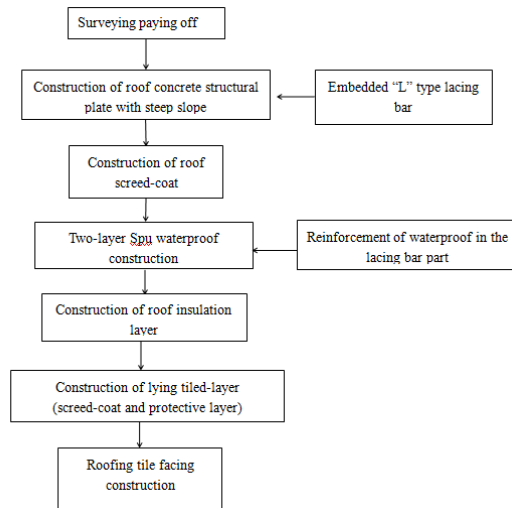 Surveying paying off
Construction of roof concrete structural
plate with steep slope
Embedded “L” type lacing
bar
Construction of roof
screed-coat
Two-layer Spu waterproof
construction
Reinforcement of waterproof in the
lacing bar part
Construction of roof insulation
layer
Construction of lying tiled-layer
(screed-coat and protective layer)
Roofing tile facing
construction